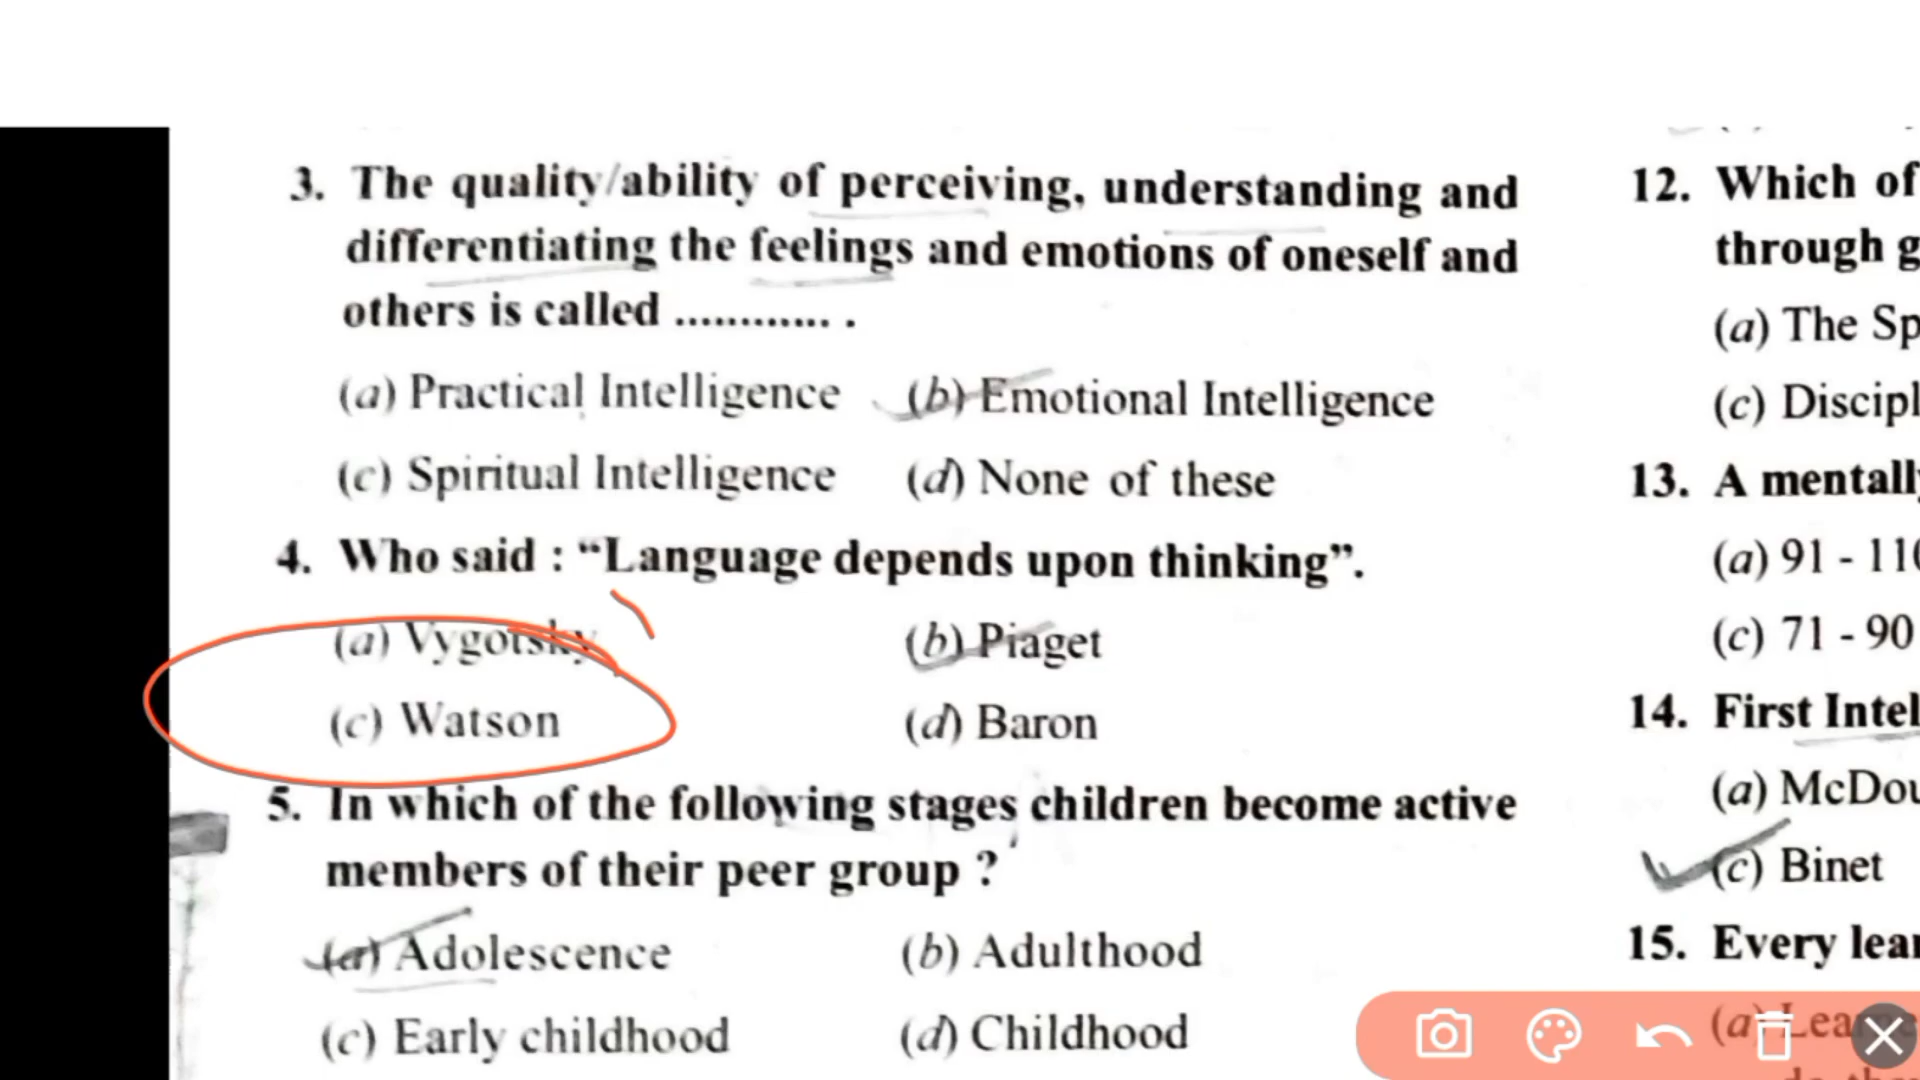 3. The quality/ability of perceiving, understanding and
differentiating the feelings and emotions of oneself and
others is called ............ .
(a) Practical Intelligence (b) Emotional Intelligence
(c) Spiritual Intelligence (d) None of these
4. Who said : “Language depends upon thinking”.
(a) Vygotsky (b) Piaget
(c) Watson (d) Baron
5. In which of the following stages children become active
members of their peer group ?
(a) Adolescence (b) Adulthood
(c) Early childhood (d) Childhood
12. Which of
through g
(a) The Sp
(c) Discipl
13. A mentally
(a) 91 - 110
(c) 71 - 90
14. First Intel
(a) McDou
(c) Binet
15. Every lear
(a) Learne